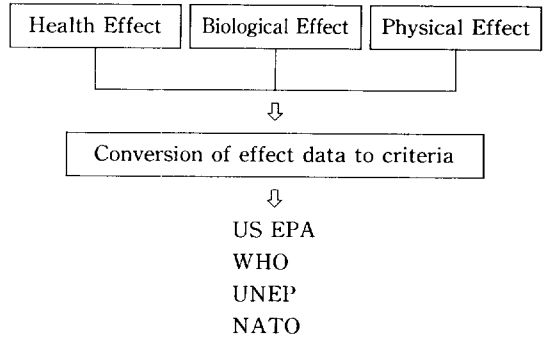 Health Effect
Biological Effect
Physical Effect
Conversion of effect data to criteria
US EPA
WHO
UNEP
NATO